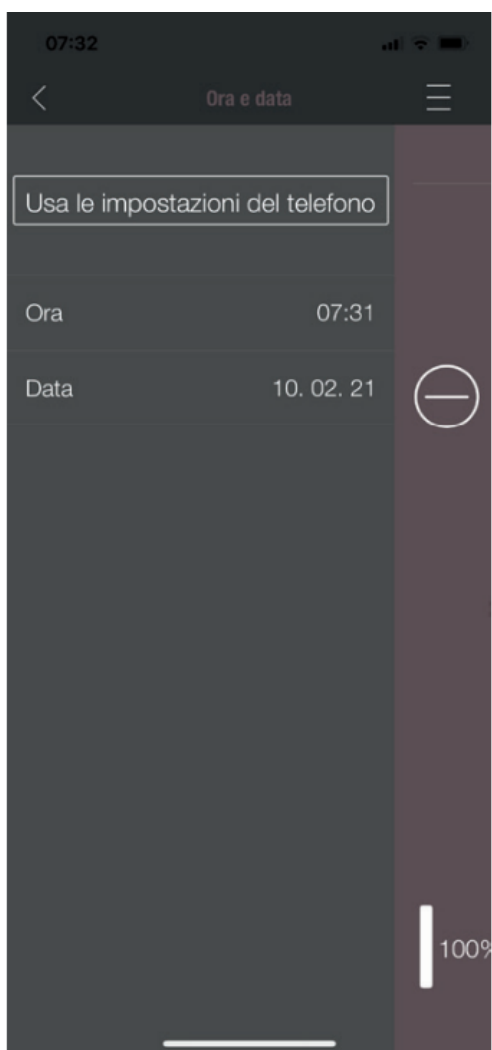 07:32
Ora e data
Usa le impostazioni del telefono
Ora 07:31
Data 10. 02. 21
100%